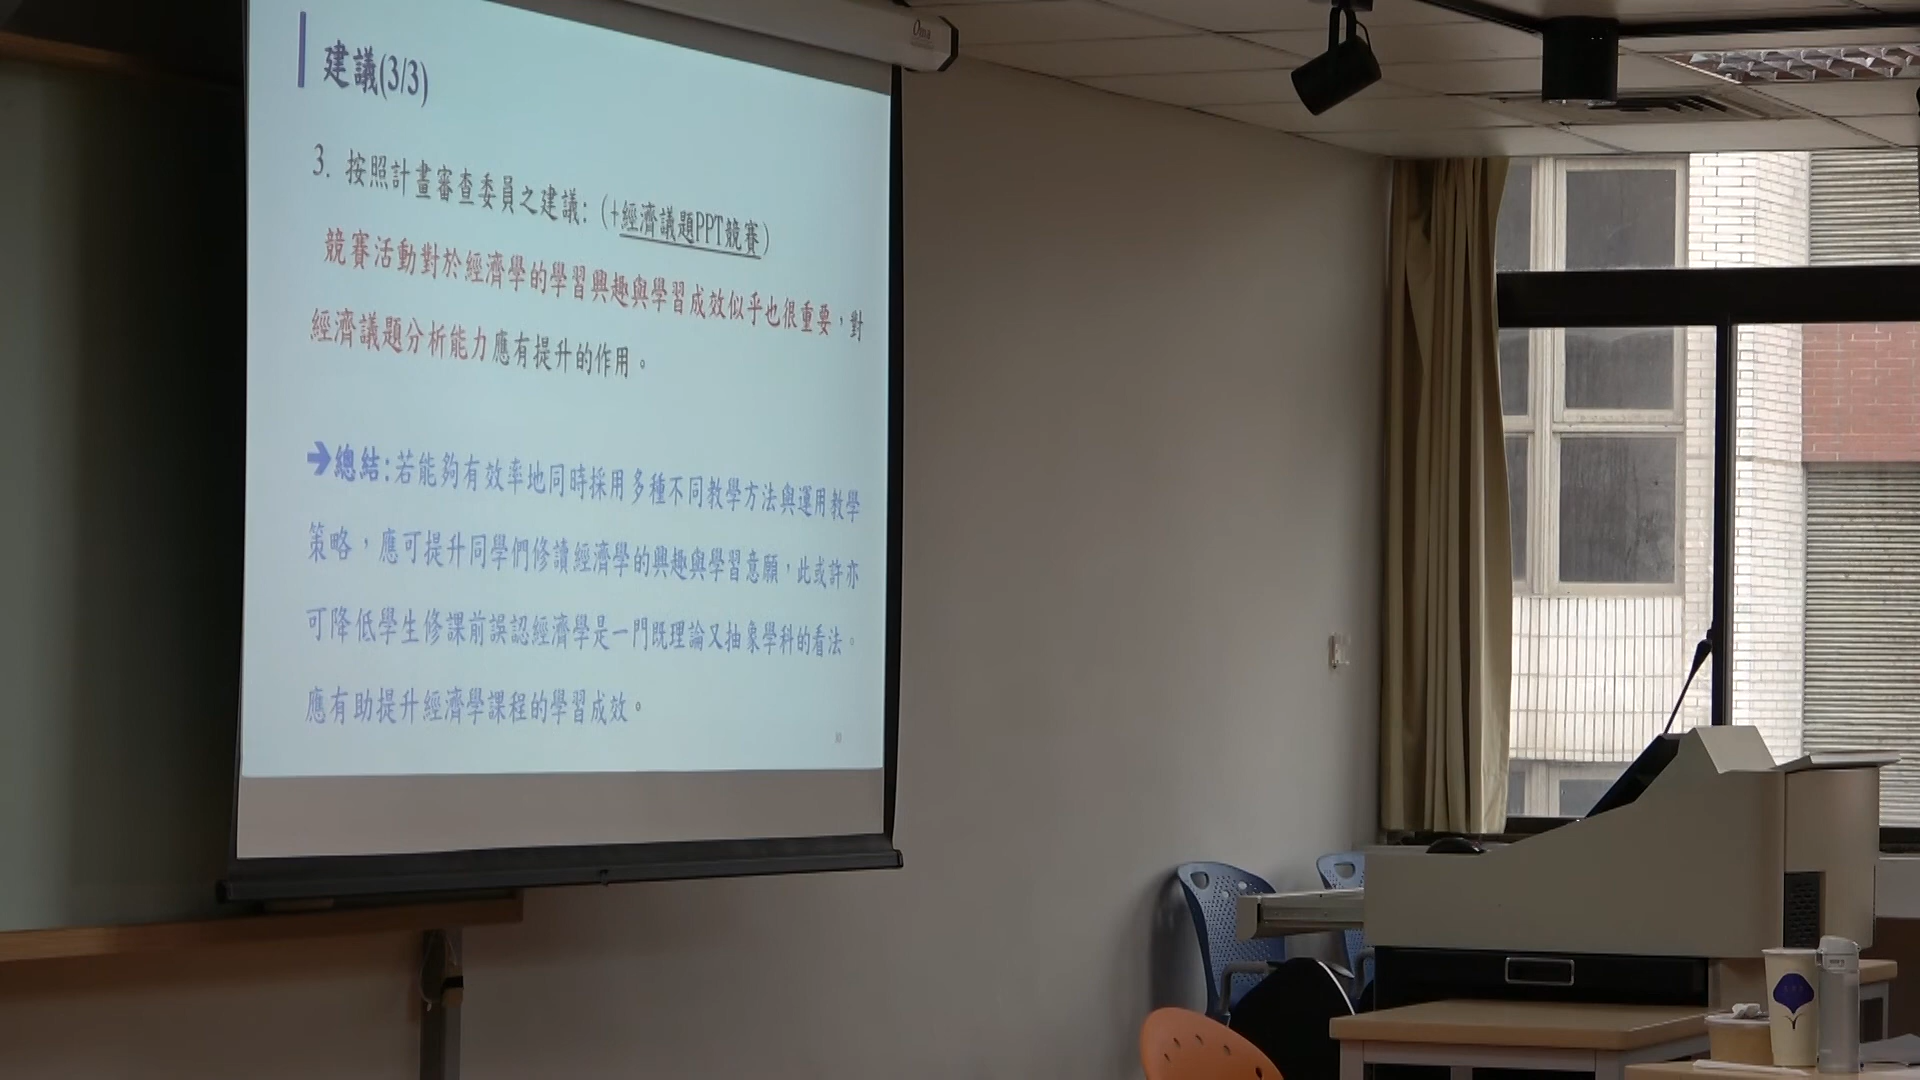 建議(3/3)
3. 按照計畫審查委員之建議: (+經濟議題PPT競賽)
競賽活動對於經濟學的學習興趣與學習成效似乎也很重要，對
經濟議題分析能力應有提升的作用。
➔總結:若能夠有效率地同時採用多種不同教學方法與運用教學
策略，應可提升同學們修讀經濟學的興趣與學習意願，此或許亦
可降低學生修課前誤認經濟學是一門既理論又抽象學科的看法。
應有助提升經濟學課程的學習成效。